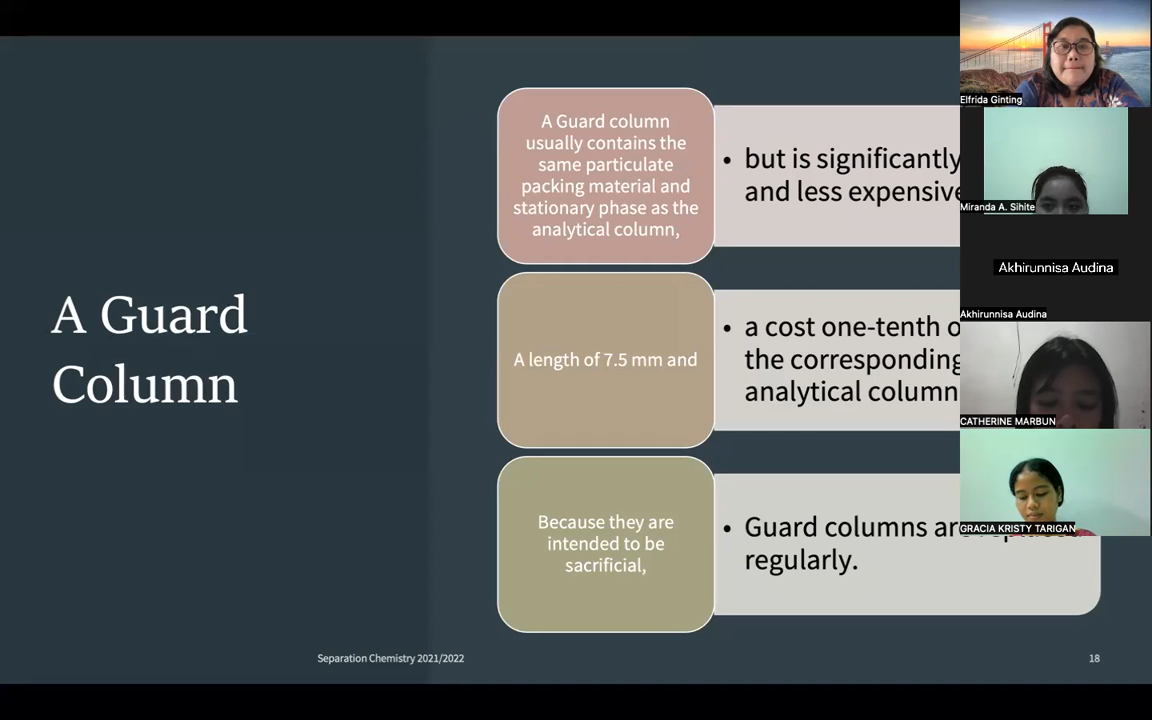 A Guard
Column
A Guard column
usually contains the
same particulate
packing material and
stationary phase as the
analytical column,
• but is significantly
and less expensive
A length of 7.5 mm and
• a cost one-tenth
the corresponding
analytical column
Because they are
intended to be
sacrificial,
• Guard columns are
regularly.
Separation Chemistry 2021/2022
18
Elfrida Ginting
Miranda A. Sihite
Akhirunnisa Audina
Akhirunnisa Audina
CATHERINE MARBUN
GRACIA KRISTY TARIGAN